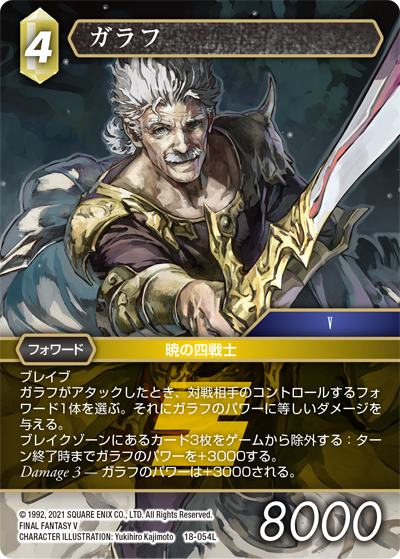 4
ガラフ
V
フォワード
暁の四戦士
ブレイブ
ガラフがアタックしたとき、対戦相手のコントロールするフォ
ワード1体を選ぶ。それにガラフのパワーに等しいダメージを
与える。
ブレイクゾーンにあるカード3枚をゲームから除外する：ター
ン終了時までガラフのパワーを+3000する。
Damage 3 — ガラフのパワーは+3000される。
© 1992, 2021 SQUARE ENIX CO., LTD. All Rights Reserved.
FINAL FANTASY V
CHARACTER ILLUSTRATION: Yukihiro Kajimoto
18-054L
8000